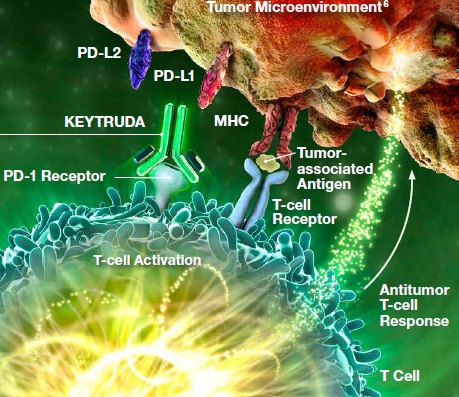 Tumor Microenvironment6
PD-L2
PD-L1
KEYTRUDA
MHC
Tumor-
associated
Antigen
PD-1 Receptor
T-cell
Receptor
T-cell Activation
Antitumor
T-cell
Response
T Cell